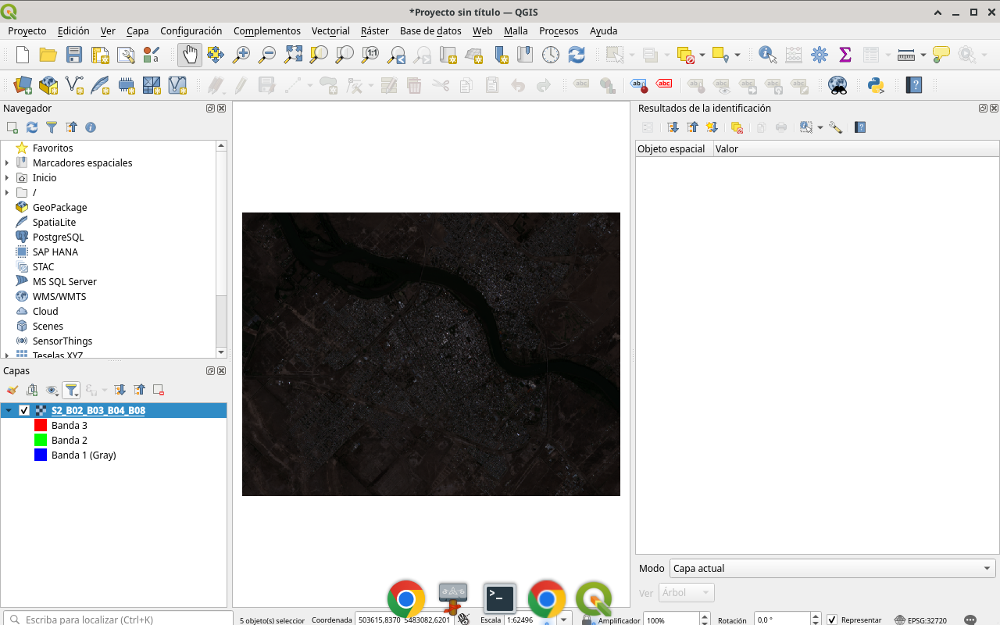 *Proyecto sin título — QGIS
Proyecto Edición Ver Capa Configuración Complementos Vectorial Ráster Base de datos Web Malla Procesos Ayuda
1:1
abc abc
Navegador
Favoritos
Marcadores espaciales
Inicio
/
GeoPackage
SpatiaLite
PostgreSQL
SAP HANA
STAC
MS SQL Server
WMS/WMTS
Cloud
Scenes
SensorThings
Teselas XYZ
Capas
S2_B02_B03_B04_B08
Banda 3
Banda 2
Banda 1 (Gray)
Resultados de la identificación
Objeto espacial Valor
Modo Capa actual
Ver Árbol
Escriba para localizar (Ctrl+K) 5 objeto(s) seleccior Coordenada 503615,8370 5483082,6201 Escala 1:62496 Amplificador 100% Rotación 0,0 ° Representar EPSG:32720